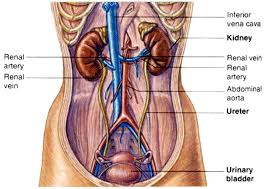 Inferior
vena cava
Kidney
Renal
artery
Renal
vein
Renal vein
Renal
artery
Abdominal
aorta
Ureter
Urinary
bladder